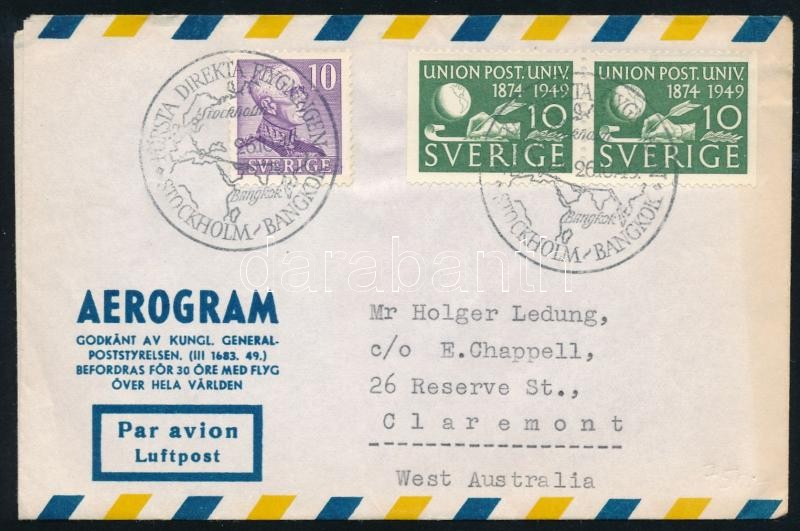 FÖRSTA DIREKTA FLYGNINGEN
Stockholm
Bangkok
STOCKHOLM - BANGKOK
10
SVERIGE
UNION POST. UNIV.
1874 1949
10
SVERIGE
UNION POST. UNIV.
1874 1949
10
SVERIGE
26.10.49.
Bangkok
STOCKHOLM - BANGKOK
darabanth
AEROGRAM
GODKÄNT AV KUNGL. GENERAL-
POSTSTYRELSEN. (III 1683. 49.)
BEFORDRAS FÖR 30 ÖRE MED FLYG
ÖVER HELA VÄRLDEN
Par avion
Luftpost
Mr Holger Ledung,
c/o E.Chappell,
26 Reserve St.,
Claremont
West Australia